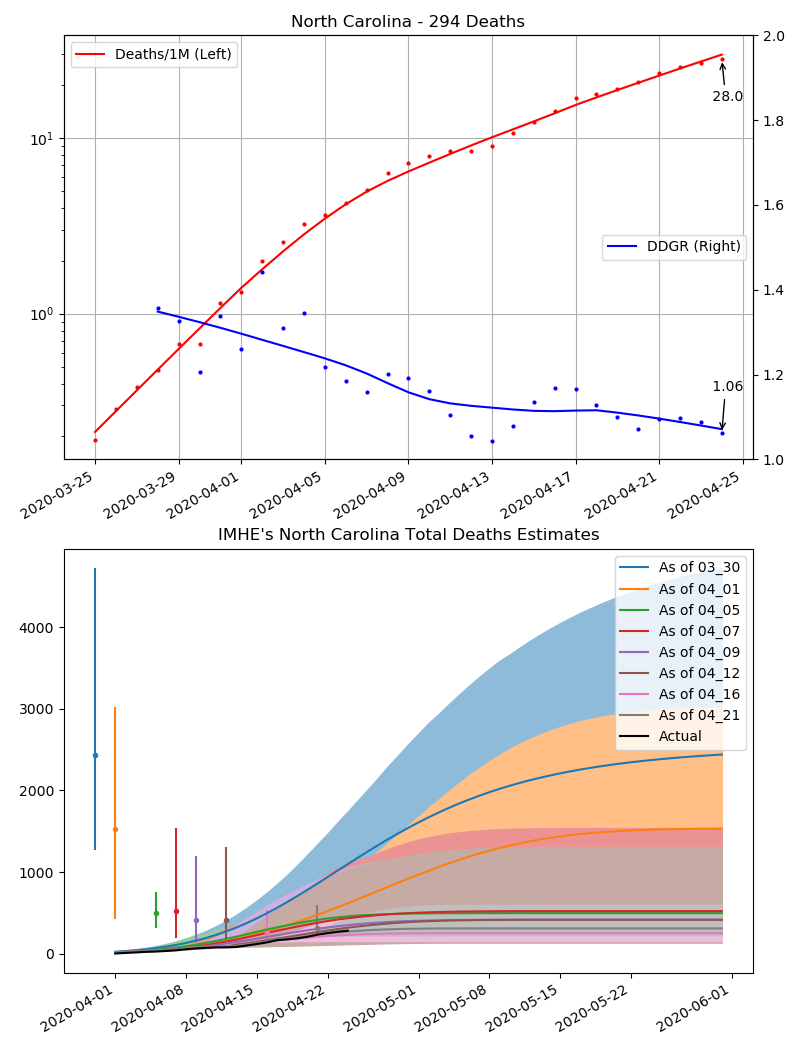 North Carolina - 294 Deaths
Deaths/1M (Left)
DDGR (Right)
28.0
1.06
10¹
10⁰
2.0
1.8
1.6
1.4
1.2
1.0
2020-03-25
2020-03-29
2020-04-01
2020-04-05
2020-04-09
2020-04-13
2020-04-17
2020-04-21
2020-04-25
IMHE's North Carolina Total Deaths Estimates
As of 03_30
As of 04_01
As of 04_05
As of 04_07
As of 04_09
As of 04_12
As of 04_16
As of 04_21
Actual
4000
3000
2000
1000
0
2020-04-01
2020-04-08
2020-04-15
2020-04-22
2020-05-01
2020-05-08
2020-05-15
2020-05-22
2020-06-01